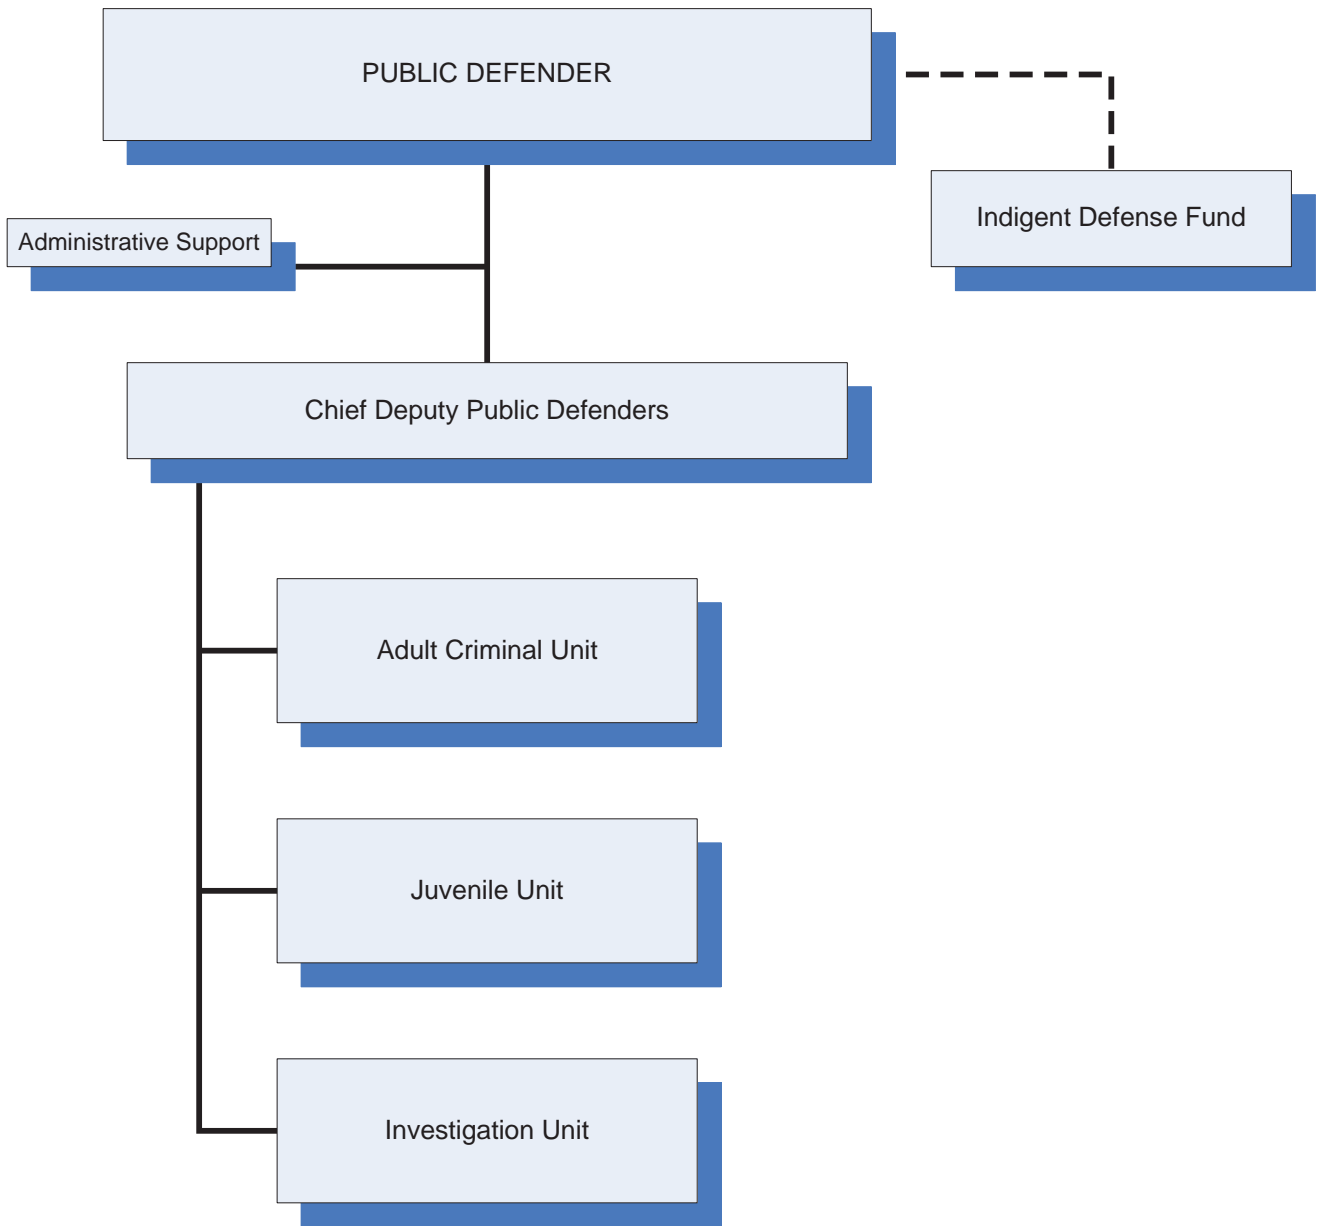 PUBLIC DEFENDER
Indigent Defense Fund
Administrative Support
Chief Deputy Public Defenders
Adult Criminal Unit
Juvenile Unit
Investigation Unit